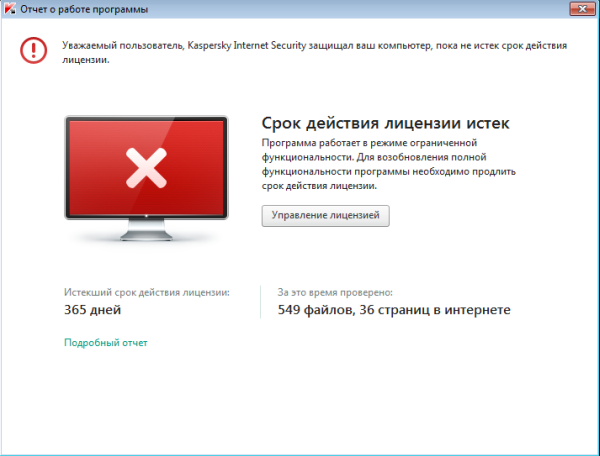 Отчет о работе программы
Уважаемый пользователь, Kaspersky Internet Security защищал ваш компьютер, пока не истек срок действия
лицензии.
Срок действия лицензии истек
Программа работает в режиме ограниченной
функциональности. Для возобновления полной
функциональности программы необходимо продлить
срок действия лицензии.
Управление лицензией
Истекший срок действия лицензии:
365 дней
За это время проверено:
549 файлов, 36 страниц в интернете
Подробный отчет